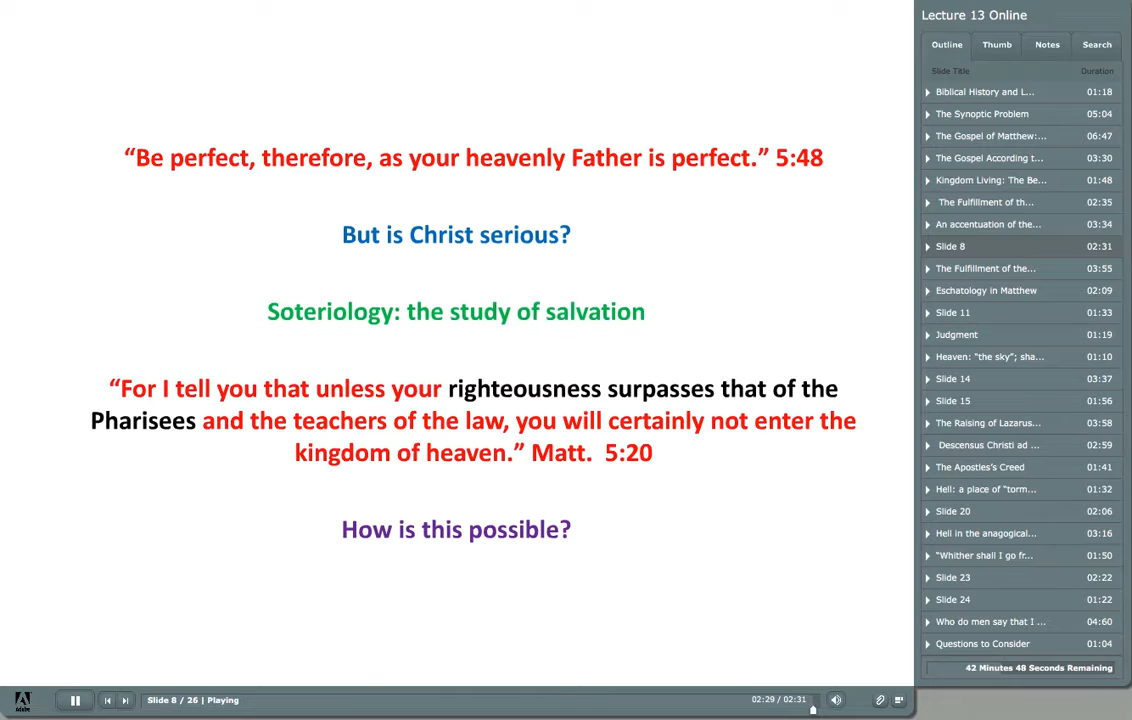 “Be perfect, therefore, as your heavenly Father is perfect.” 5:48
But is Christ serious?
Soteriology: the study of salvation
“For I tell you that unless your righteousness surpasses that of the
Pharisees and the teachers of the law, you will certainly not enter the
kingdom of heaven.” Matt. 5:20
How is this possible?
Lecture 13 Online
Outline Thumb Notes Search
Slide Title Duration
Biblical History and L... 01:18
The Synoptic Problem 05:04
The Gospel of Matthew:... 06:47
The Gospel According t... 03:30
Kingdom Living: The Be... 01:48
The Fulfillment of th... 02:35
An accentuation of the... 03:34
Slide 8 02:31
The Fulfillment of the... 03:55
Eschatology in Matthew 02:09
Slide 11 01:33
Judgment 01:19
Heaven: “the sky”; sha... 01:10
Slide 14 03:37
Slide 15 01:56
The Raising of Lazarus... 03:58
Descensus Christi ad ... 02:59
The Apostles’s Creed 01:41
Hell: a place of “torm... 01:32
Slide 20 02:06
Hell in the anagogical... 03:16
“Whither shall I go fr... 01:50
Slide 23 02:22
Slide 24 01:22
Who do men say that I ... 04:60
Questions to Consider 01:04
42 Minutes 48 Seconds Remaining
Adobe
Slide 8 / 26 | Playing
02:29 / 02:31